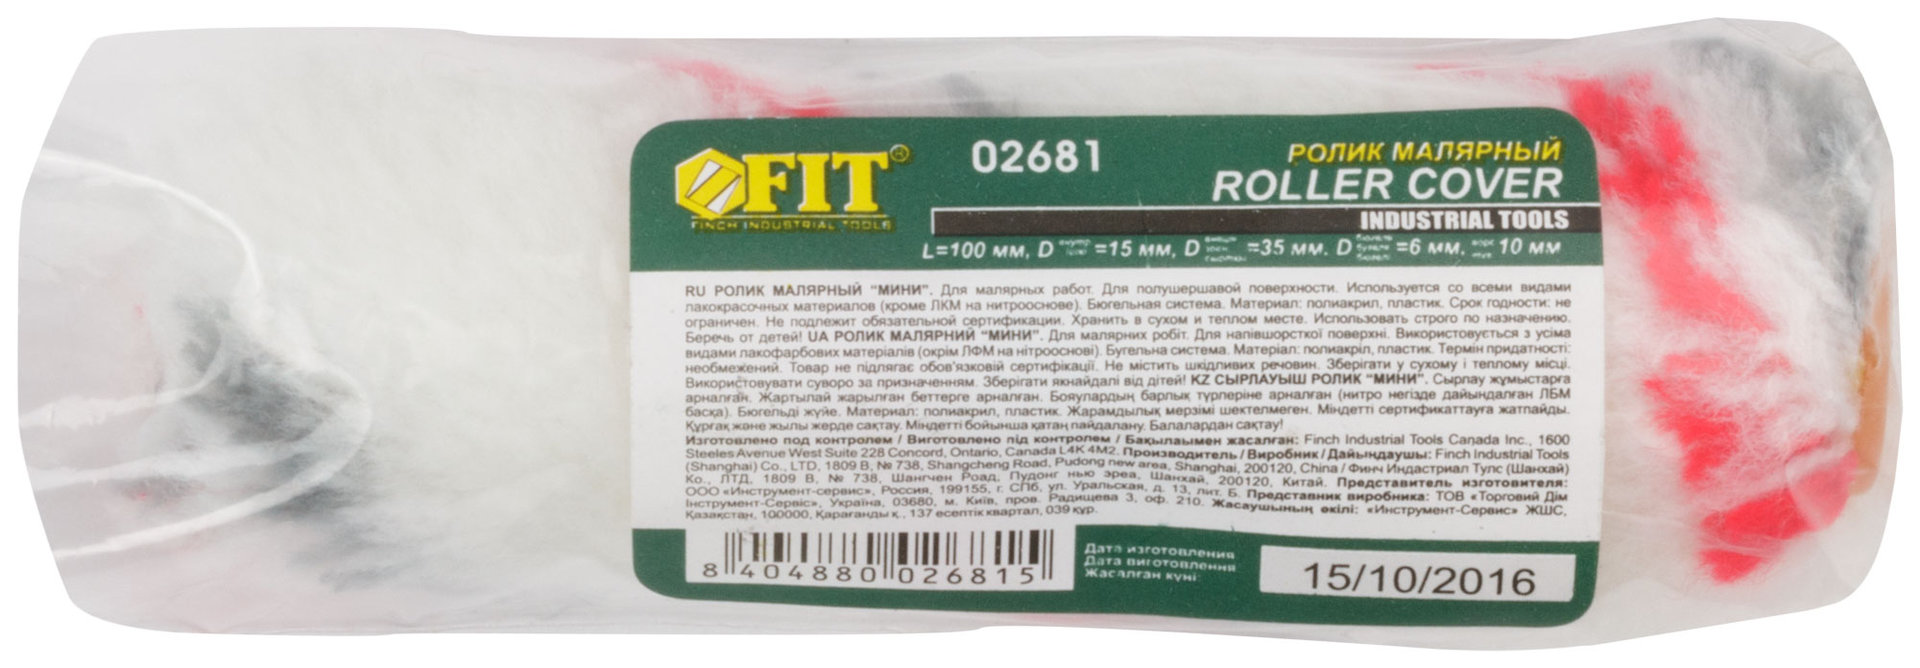 FIT®
FINCH INDUSTRIAL TOOLS
02681
РОЛИК МАЛЯРНЫЙ
ROLLER COVER
INDUSTRIAL TOOLS
L=100 мм, D =15 мм, D =35 мм. D =6 мм. ворс 10 мм
RU РОЛИК МАЛЯРНЫЙ “МИНИ”. Для малярных работ. Для полушершавой поверхности. Используется со всеми видами
лакокрасочных материалов (кроме ЛКМ на нитрооснове). Бюгельная система. Материал: полиакрил, пластик. Срок годности: не
ограничен. Не подлежит обязательной сертификации. Хранить в сухом и теплом месте. Использовать строго по назначению.
Беречь от детей! UA РОЛИК МАЛЯРНИЙ “МИНИ”. Для малярних робіт. Для напівшорсткої поверхні. Використовується з усіма
видами лакофарбових матеріалів (окрім ЛФМ на нітрооснові). Бугельна система. Матеріал: полиакріл, пластик. Термін придатності:
необмежений. Товар не підлягає обов'язковій сертифікації. Не містить шкідливих речовин. Зберігати у сухому і теплому місці.
Використовувати суворо за призначенням. Зберігати якнайдалі від дітей! KZ СЫРЛАУЫШ РОЛИК “МИНИ”. Сырлау жұмыстарға
арналған. Жартылай жарылған беттерге арналған. Бояулардың барлық түрлеріне арналған (нитро негізде дайындалған ЛБМ
басқа). Бюгельді жүйе. Материал: полиакрил, пластик. Жарамдылық мерзімі шектелмеген. Міндетті сертификаттауға жатпайды.
Құрғақ және жылы жерде сақтау. Міндетті бойынша қатаң пайдалану. Балалардан сақтау!
Изготовлено под контролем / Виготовлено під контролем / Бақылаымен жасалған: Finch Industrial Tools Canada Inc., 1600
Steeles Avenue West Suite 228 Concord, Ontario, Canada L4K 4M2. Производитель / Виробник / Дайындаушы: Finch Industrial Tools
(Shanghai) Co., LTD, 1809 B, № 738, Shangcheng Road, Pudong new area, Shanghai, 200120, China / Финч Индастриал Тулс (Шанхай)
Ко., ЛТД, 1809 В, № 738, Шангчен Роад, Пудонг нью эреа, Шанхай, 200120, Китай. Представитель изготовителя:
ООО «Инструмент-сервис», Россия, 199155, г. СПб, ул. Уральская, д. 13, лит. Б. Представник виробника: ТОВ «Торговий Дім
Інструмент-Сервіс», Україна, 03680, м. Київ, пров. Радищева 3, оф. 210. Жасаушының өкілі: «Инструмент-Сервис» ЖШС,
Қазақстан, 100000, Қарағанды қ., 137 есептік квартал, 039 құр.
8 404880 026815
Дата изготовления
Дата виготовлення
Жасалған күні:
15/10/2016